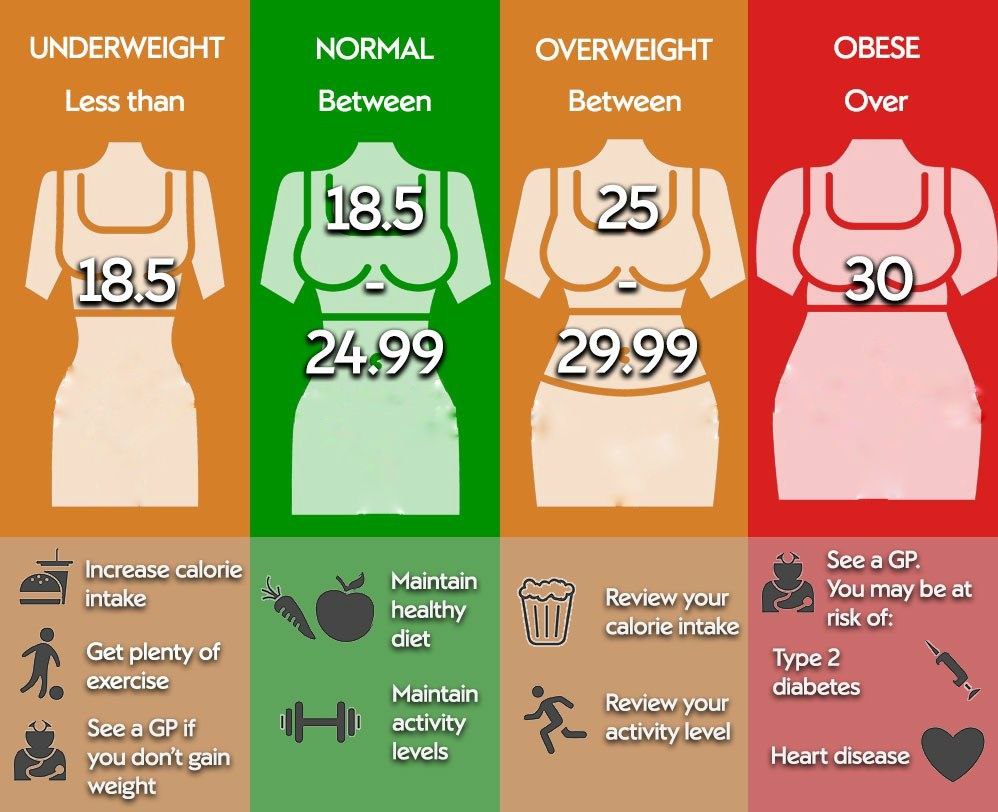 UNDERWEIGHT
Less than
18.5
Increase calorie
intake
Get plenty of
exercise
See a GP if
you don't gain
weight
NORMAL
Between
18.5
-
24.99
Maintain
healthy
diet
Maintain
activity
levels
OVERWEIGHT
Between
25
-
29.99
Review your
calorie intake
Review your
activity level
OBESE
Over
30
See a GP.
You may be at
risk of:
Type 2
diabetes
Heart disease